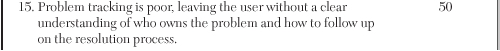 15. Problem tracking is poor, leaving the user without a clear 50
understanding of who owns the problem and how to follow up
on the resolution process.